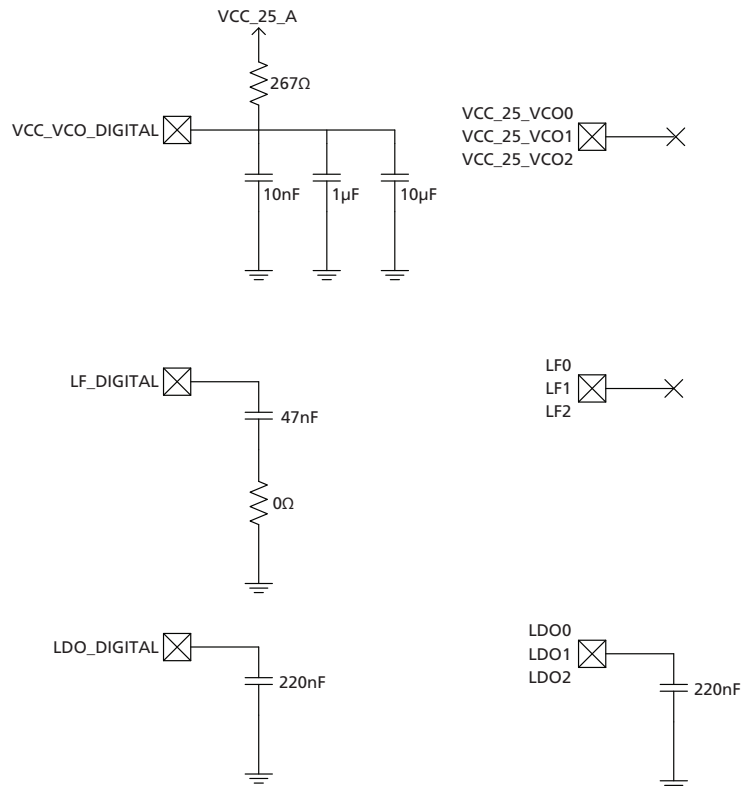 VCC_25_A
267Ω
VCC_VCO_DIGITAL
10nF
1µF
10µF
VCC_25_VCO0
VCC_25_VCO1
VCC_25_VCO2
LF_DIGITAL
47nF
0Ω
LF0
LF1
LF2
LDO_DIGITAL
220nF
LDO0
LDO1
LDO2
220nF